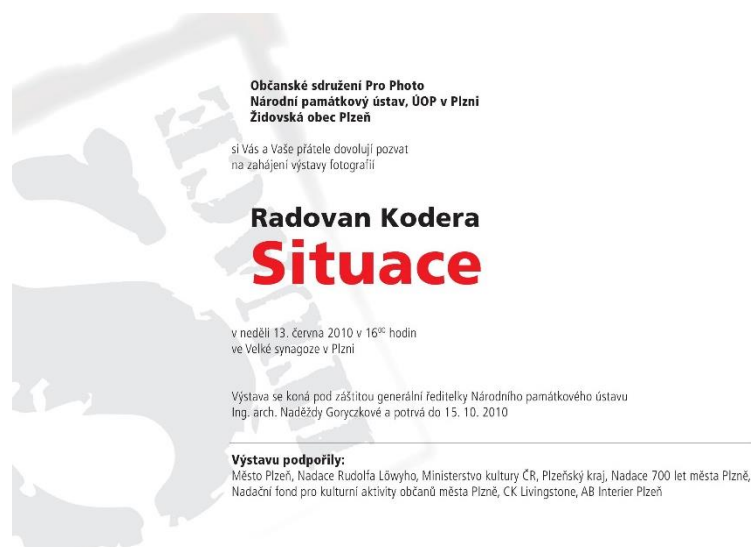 Občanské sdružení Pro Photo
Národní památkový ústav, ÚOP v Plzni
Židovská obec Plzeň
si Vás a Vaše přátele dovolují pozvat
na zahájení výstavy fotografií
Radovan Kodera
Situace
v neděli 13. června 2010 v 16⁰⁰ hodin
ve Velké synagoze v Plzni
Výstava se koná pod záštitou generální ředitelky Národního památkového ústavu
Ing. arch. Naděždy Goryczkové a potrvá do 15. 10. 2010
Výstavu podpořily:
Město Plzeň, Nadace Rudolfa Löwyho, Ministerstvo kultury ČR, Plzeňský kraj, Nadace 700 let města Plzně,
Nadační fond pro kulturní aktivity občanů města Plzně, CK Livingstone, AB Interier Plzeň